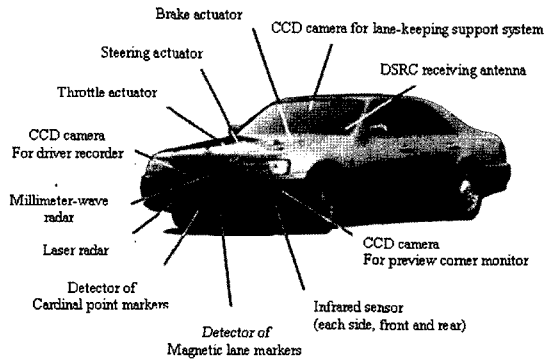 Brake actuator
CCD camera for lane-keeping support system
Steering actuator
DSRC receiving antenna
Throttle actuator
CCD camera
For driver recorder
Millimeter-wave
radar
Laser radar
CCD camera
For preview corner monitor
Detector of
Cardinal point markers
Infrared sensor
(each side, front and rear)
Detector of
Magnetic lane markers